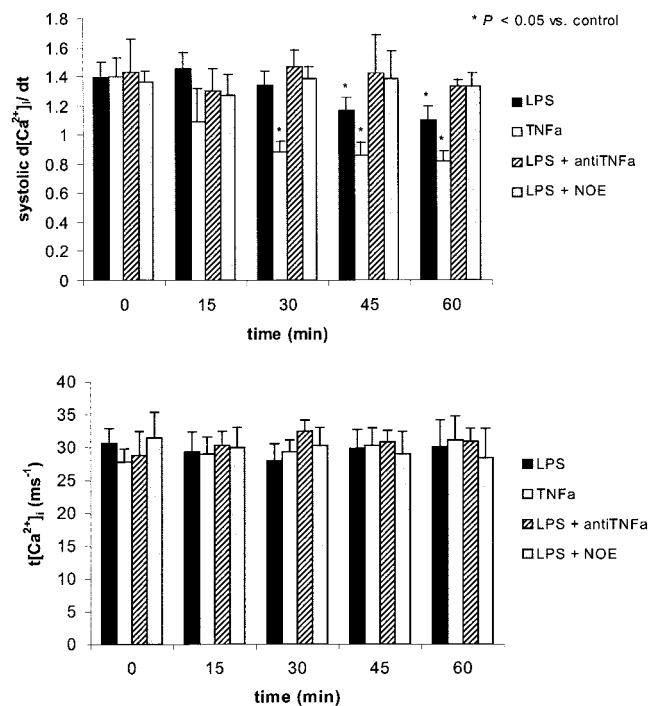 * P < 0.05 vs. control
systolic d[Ca²⁺]ᵢ/ dt
1.8
1.6
1.4
1.2
1
0.8
0.6
0.4
0.2
0
* * * * *
0 15 30 45 60
time (min)
LPS
TNFa
LPS + antiTNFa
LPS + NOE
t[Ca²⁺]ᵢ (ms⁻¹)
40
35
30
25
20
15
10
5
0
0 15 30 45 60
time (min)
LPS
TNFa
LPS + antiTNFa
LPS + NOE